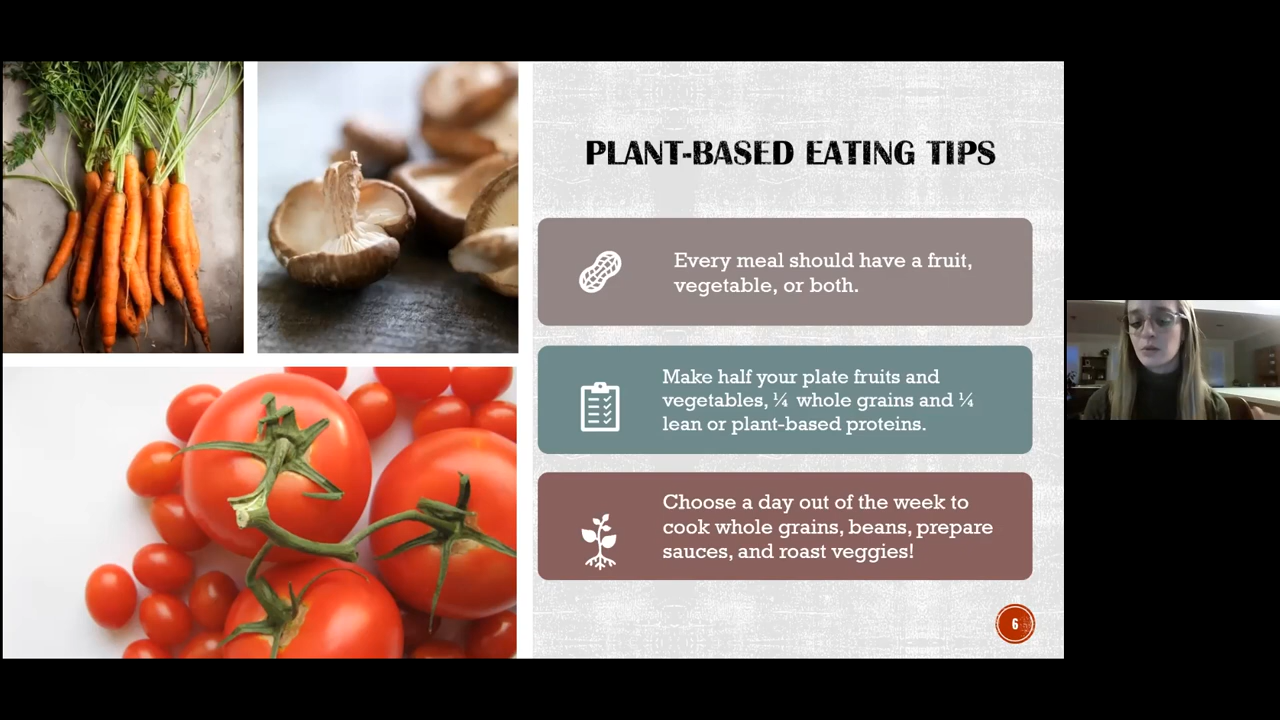 PLANT-BASED EATING TIPS
Every meal should have a fruit,
vegetable, or both.
Make half your plate fruits and
vegetables, ¼ whole grains and ¼
lean or plant-based proteins.
Choose a day out of the week to
cook whole grains, beans, prepare
sauces, and roast veggies!
6